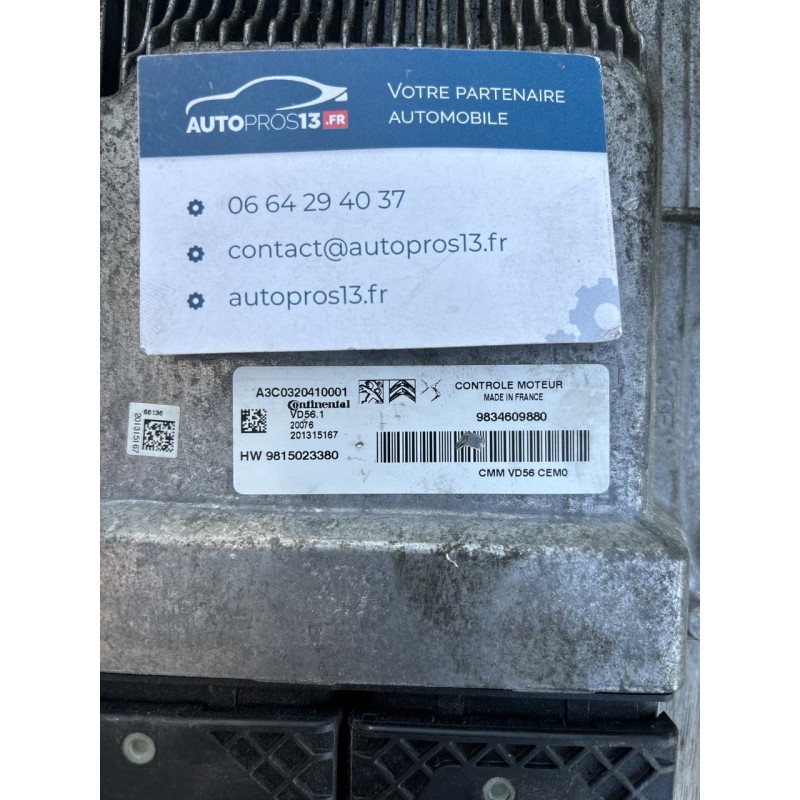 AUTOPROS13.FR
VOTRE PARTENAIRE
AUTOMOBILE
06 64 29 40 37
contact@autopros13.fr
autopros13.fr
66136
201315167
A3C0320410001
Continental
VD56.1
20076
201315167
HW 9815023380
CONTROLE MOTEUR
MADE IN FRANCE
9834609880
CMM VD56 CEM0